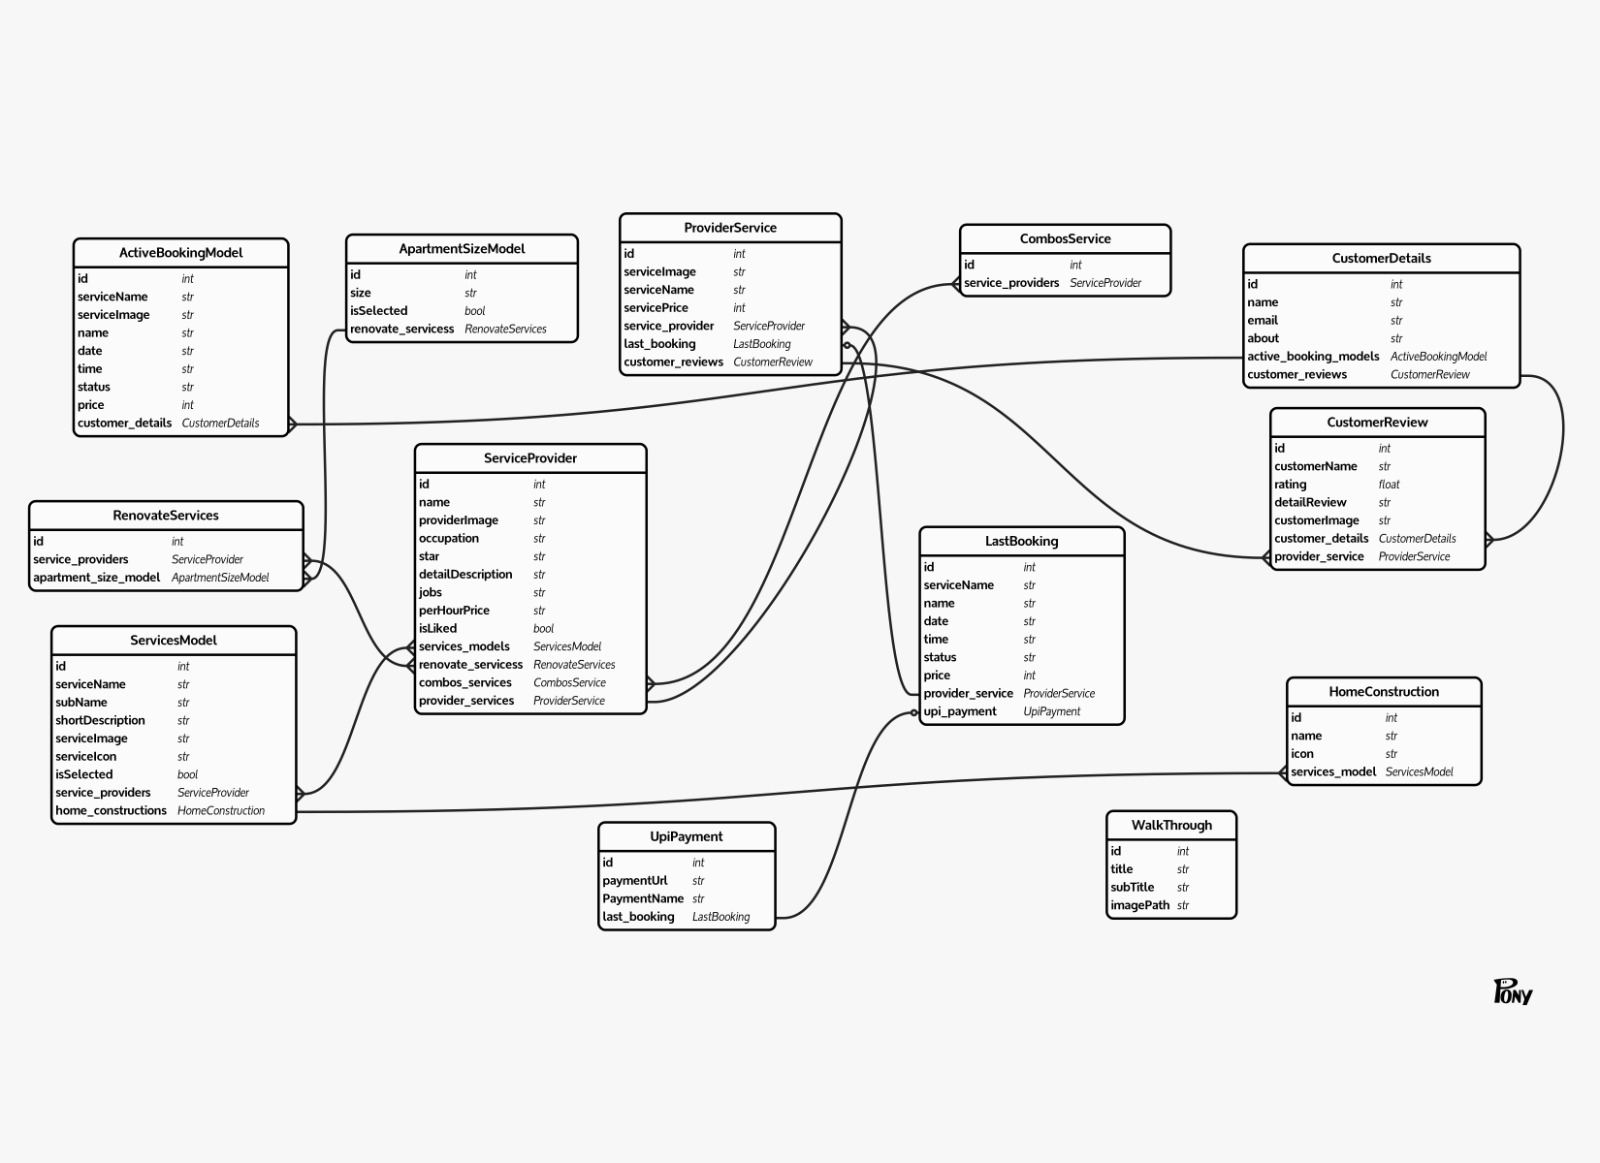 ActiveBookingModel
id int
serviceName str
serviceImage str
name str
date str
time str
status str
price int
customer_details CustomerDetails
ApartmentSizeModel
id int
size str
isSelected bool
renovate_servicess RenovateServices
ProviderService
id int
serviceImage str
serviceName str
servicePrice int
service_provider ServiceProvider
last_booking LastBooking
customer_reviews CustomerReview
CombosService
id int
service_providers ServiceProvider
CustomerDetails
id int
name str
email str
about str
active_booking_models ActiveBookingModel
customer_reviews CustomerReview
CustomerReview
id int
customerName str
rating float
detailReview str
customerImage str
customer_details CustomerDetails
provider_service ProviderService
RenovateServices
id int
service_providers ServiceProvider
apartment_size_model ApartmentSizeModel
ServiceProvider
id int
name str
providerImage str
occupation str
star str
detailDescription str
jobs str
perHourPrice str
isLiked bool
services_models ServicesModel
renovate_servicess RenovateServices
combos_services CombosService
provider_services ProviderService
LastBooking
id int
serviceName str
name str
date str
time str
status str
price int
provider_service ProviderService
upi_payment UpiPayment
ServicesModel
id int
serviceName str
subName str
shortDescription str
serviceImage str
serviceIcon str
isSelected bool
service_providers ServiceProvider
home_constructions HomeConstruction
HomeConstruction
id int
name str
icon str
services_model ServicesModel
UpiPayment
id int
paymentUrl str
PaymentName str
last_booking LastBooking
WalkThrough
id int
title str
subTitle str
imagePath str
PONY